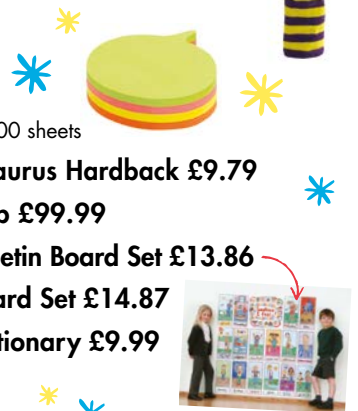 00 sheets
aurus Hardback £9.79
£99.99
etin Board Set £13.86
ard Set £14.87
tionary £9.99